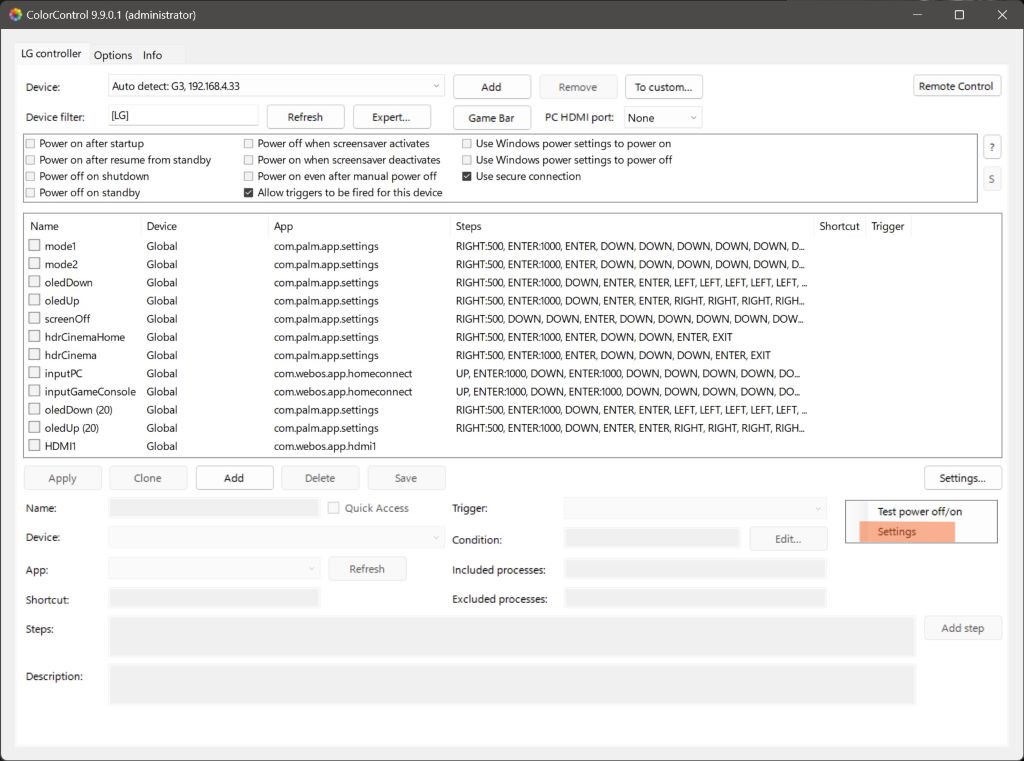 ColorControl 9.9.0.1 (administrator)
LG controller Options Info
Device: Auto detect: G3, 192.168.4.33 Add Remove To custom... Remote Control
Device filter: [LG] Refresh Expert... Game Bar PC HDMI port: None
Power on after startup Power off when screensaver activates Use Windows power settings to power on ?
Power on after resume from standby Power on when screensaver deactivates Use Windows power settings to power off
Power off on shutdown Power on even after manual power off Use secure connection S
Power off on standby Allow triggers to be fired for this device
Name Device App Steps Shortcut Trigger
mode1 Global com.palm.app.settings RIGHT:500, ENTER:1000, ENTER, DOWN, DOWN, DOWN, DOWN, DOWN, D...
mode2 Global com.palm.app.settings RIGHT:500, ENTER:1000, ENTER, DOWN, DOWN, DOWN, DOWN, DOWN, D...
oledDown Global com.palm.app.settings RIGHT:500, ENTER:1000, DOWN, ENTER, ENTER, LEFT, LEFT, LEFT, LEFT, LEFT, ...
oledUp Global com.palm.app.settings RIGHT:500, ENTER:1000, DOWN, ENTER, ENTER, RIGHT, RIGHT, RIGHT, RIGH...
screenOff Global com.palm.app.settings RIGHT:500, DOWN, DOWN, ENTER, DOWN, DOWN, DOWN, DOWN, DOW...
hdrCinemaHome Global com.palm.app.settings RIGHT:500, ENTER:1000, ENTER, DOWN, DOWN, ENTER, EXIT
hdrCinema Global com.palm.app.settings RIGHT:500, ENTER:1000, ENTER, DOWN, DOWN, DOWN, ENTER, EXIT
inputPC Global com.webos.app.homeconnect UP, ENTER:1000, DOWN, ENTER:1000, DOWN, DOWN, DOWN, DOWN, DO...
inputGameConsole Global com.webos.app.homeconnect UP, ENTER:1000, DOWN, ENTER:1000, DOWN, DOWN, DOWN, DOWN, DO...
oledDown (20) Global com.palm.app.settings RIGHT:500, ENTER:1000, DOWN, ENTER, ENTER, LEFT, LEFT, LEFT, LEFT, LEFT, ...
oledUp (20) Global com.palm.app.settings RIGHT:500, ENTER:1000, DOWN, ENTER, ENTER, RIGHT, RIGHT, RIGHT, RIGH...
HDMI1 Global com.webos.app.hdmi1
Apply Clone Add Delete Save Settings...
Name: Quick Access Trigger: Test power off/on
Settings
Device: Condition: Edit...
App: Refresh Included processes:
Shortcut: Excluded processes:
Steps: Add step
Description: